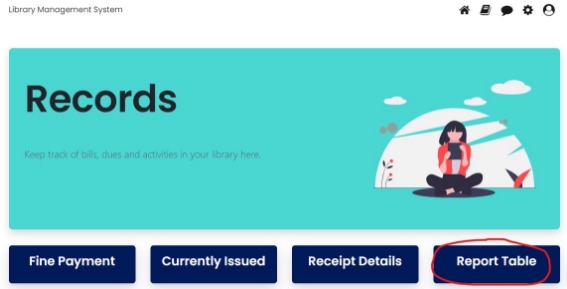 Library Management System
Records
Keep track of bills, dues and activities in your library here.
Fine Payment
Currently Issued
Receipt Details
Report Table